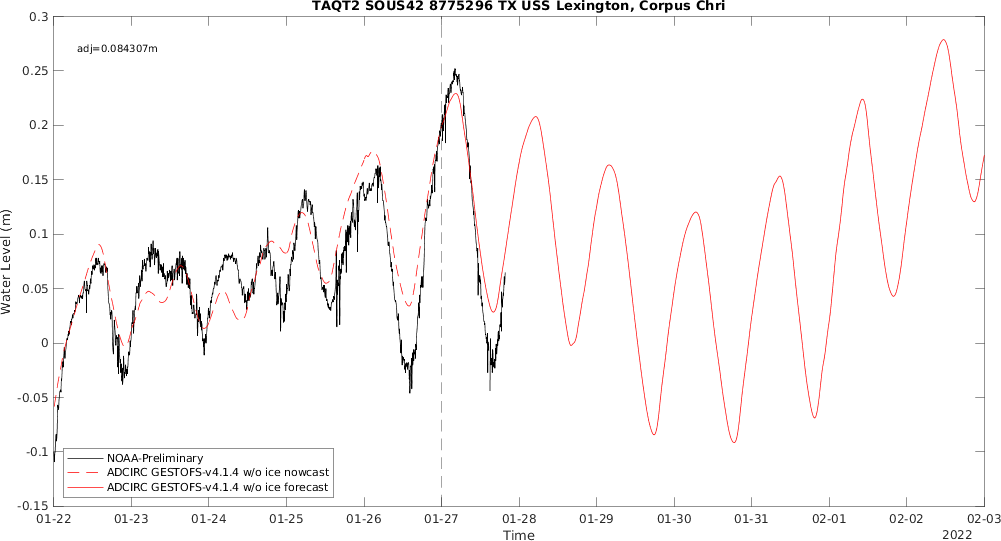 TAQT2 SOUS42 8775296 TX USS Lexington, Corpus Chri
0.3
0.25
0.2
0.15
0.1
0.05
0
-0.05
-0.1
-0.15
Water Level (m)
adj=0.084307m
NOAA-Preliminary
ADCIRC GESTOFS-v4.1.4 w/o ice nowcast
ADCIRC GESTOFS-v4.1.4 w/o ice forecast
01-22 01-23 01-24 01-25 01-26 01-27 01-28 01-29 01-30 01-31 02-01 02-02 02-03
Time
2022